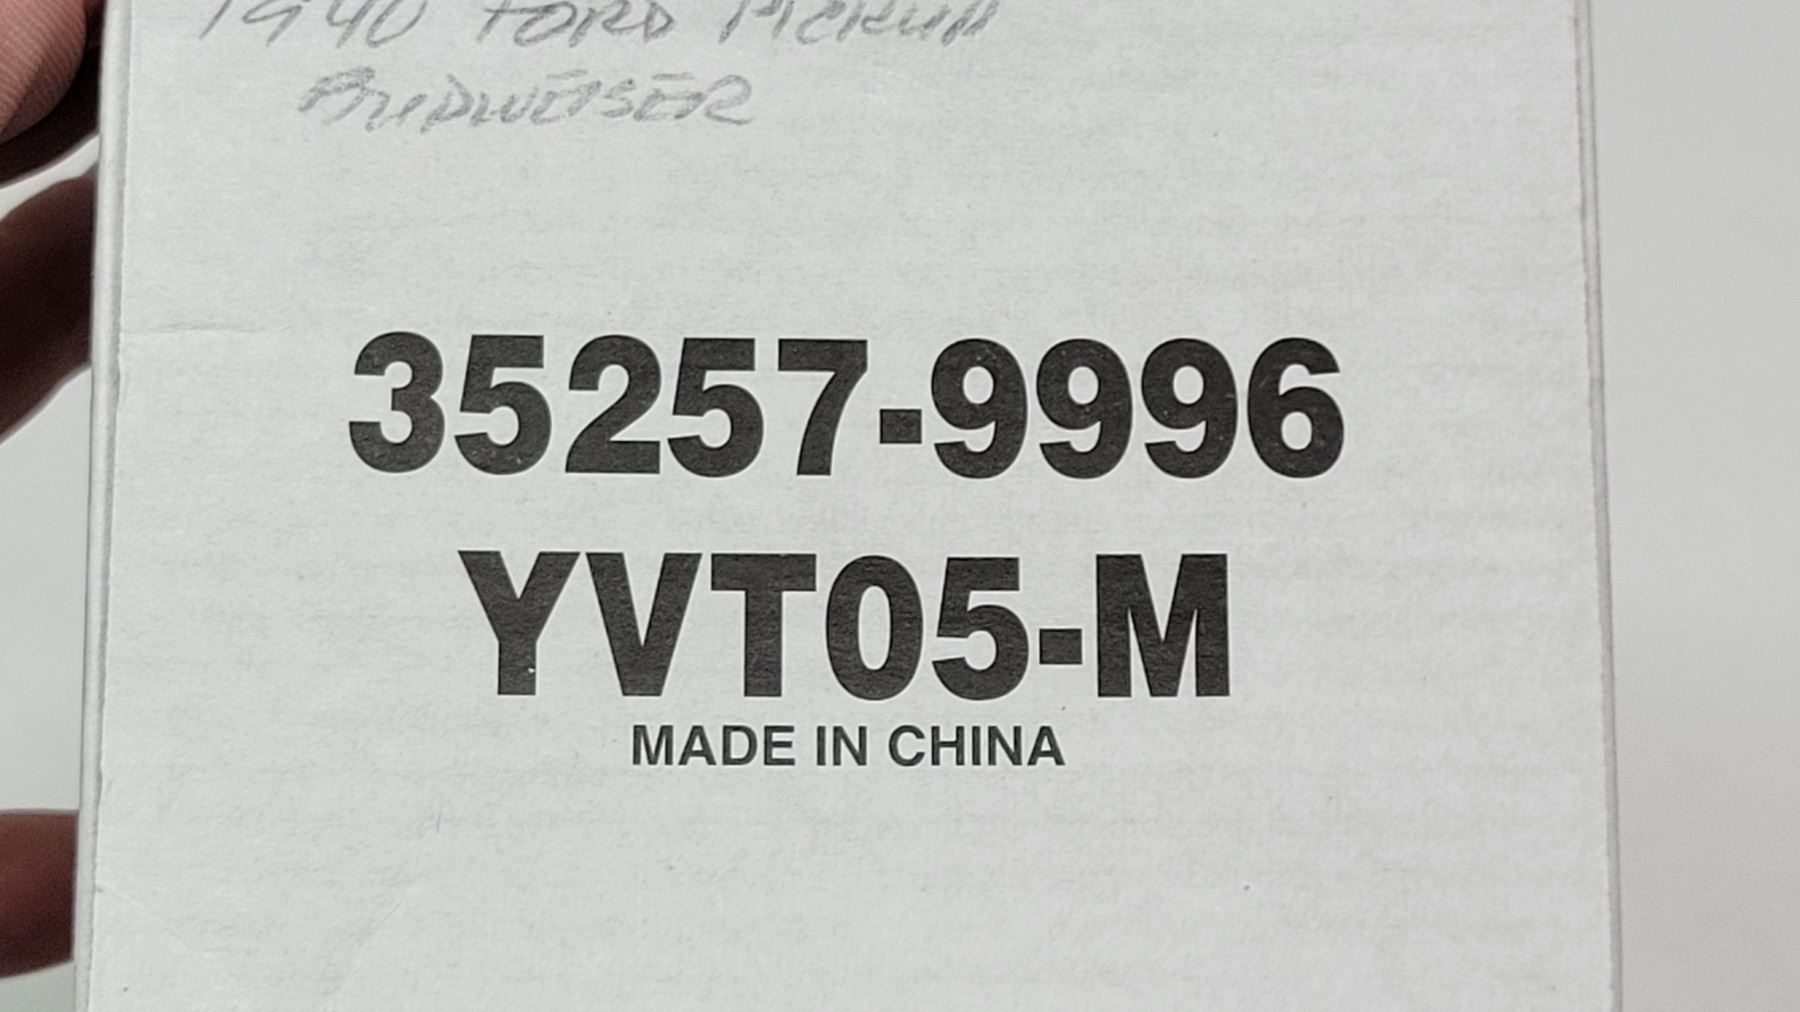 1940 FORD PICKUP
BUDWEISER
35257-9996
YVT05-M
MADE IN CHINA